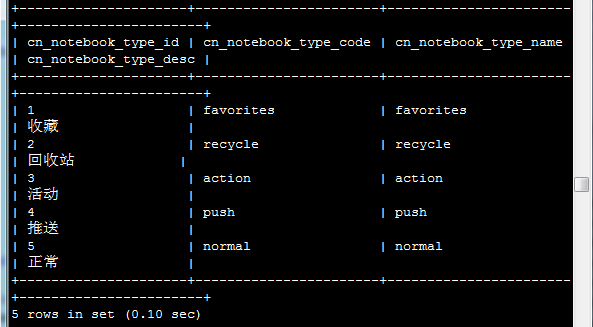 +------------------------+------------------------+------------------------
+------------------------+
| cn_notebook_type_id | cn_notebook_type_code | cn_notebook_type_name
| cn_notebook_type_desc |
+------------------------+------------------------+------------------------
+------------------------+
| 1 | favorites | favorites
| 收藏 |
| 2 | recycle | recycle
| 回收站 |
| 3 | action | action
| 活动 |
| 4 | push | push
| 推送 |
| 5 | normal | normal
| 正常 |
+------------------------+------------------------+------------------------
+------------------------+
5 rows in set (0.10 sec)